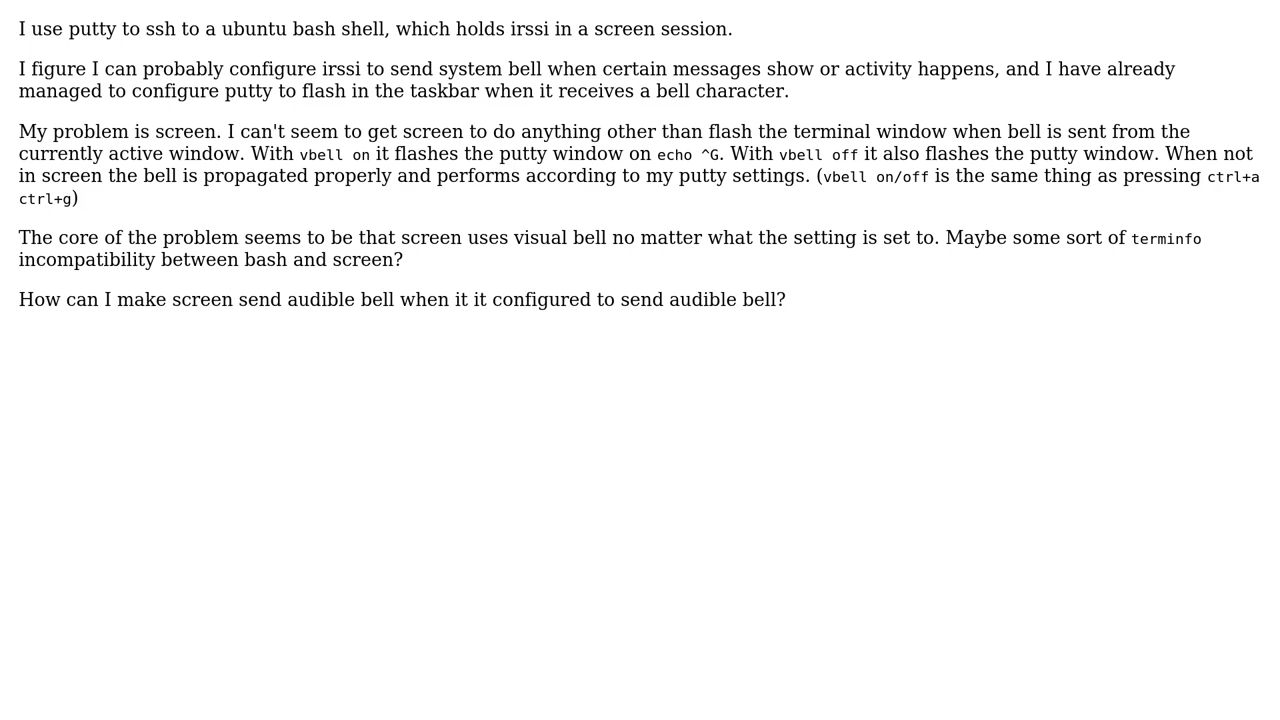 I use putty to ssh to a ubuntu bash shell, which holds irssi in a screen session.
I figure I can probably configure irssi to send system bell when certain messages show or activity happens, and I have already
managed to configure putty to flash in the taskbar when it receives a bell character.
My problem is screen. I can't seem to get screen to do anything other than flash the terminal window when bell is sent from the
currently active window. With vbell on it flashes the putty window on echo ^G. With vbell off it also flashes the putty window. When not
in screen the bell is propagated properly and performs according to my putty settings. (vbell on/off is the same thing as pressing ctrl+a
ctrl+g)
The core of the problem seems to be that screen uses visual bell no matter what the setting is set to. Maybe some sort of terminfo
incompatibility between bash and screen?
How can I make screen send audible bell when it it configured to send audible bell?